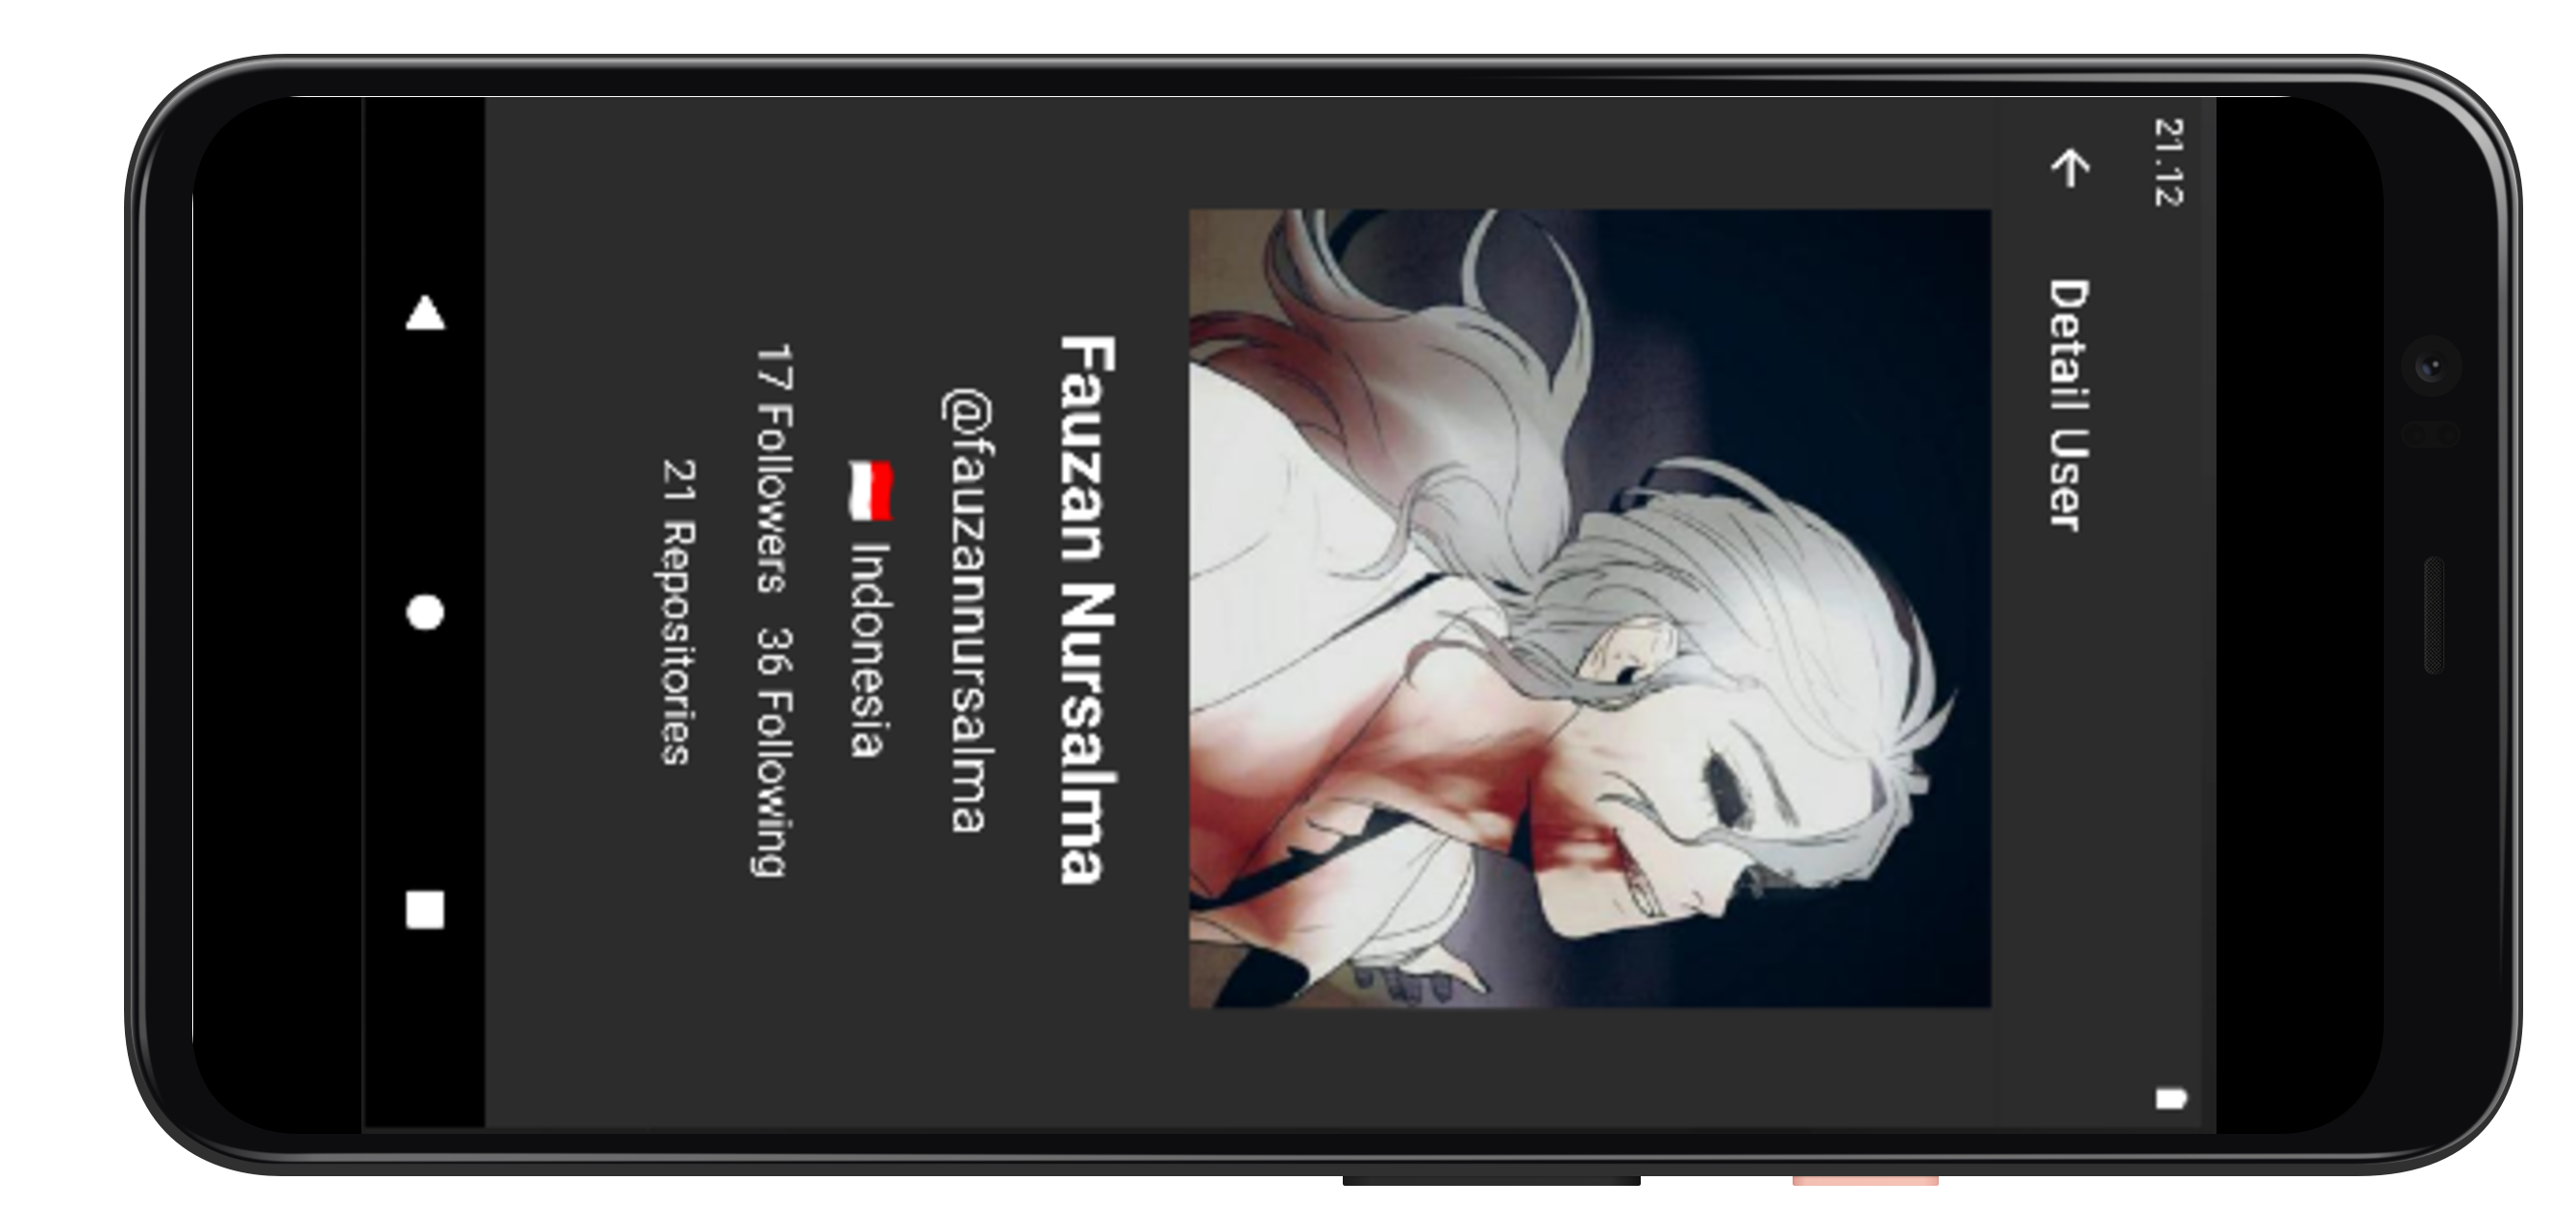 21.12
Detail User
Fauzan Nursalma
@fauzannursalma
🇮🇩 Indonesia
17 Followers 36 Following
21 Repositories